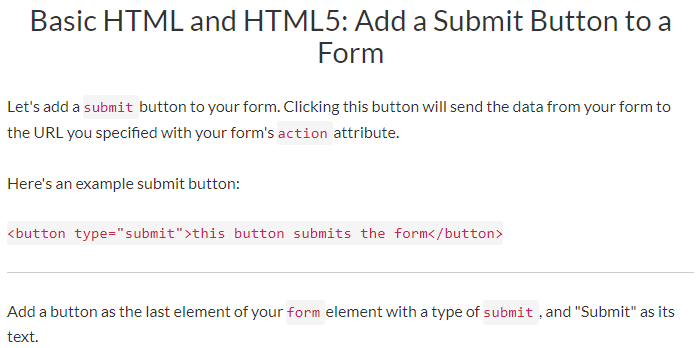 Basic HTML and HTML5: Add a Submit Button to a
Form
Let's add a submit button to your form. Clicking this button will send the data from your form to
the URL you specified with your form's action attribute.
Here's an example submit button:
<button type="submit">this button submits the form</button>
Add a button as the last element of your form element with a type of submit , and "Submit" as its
text.